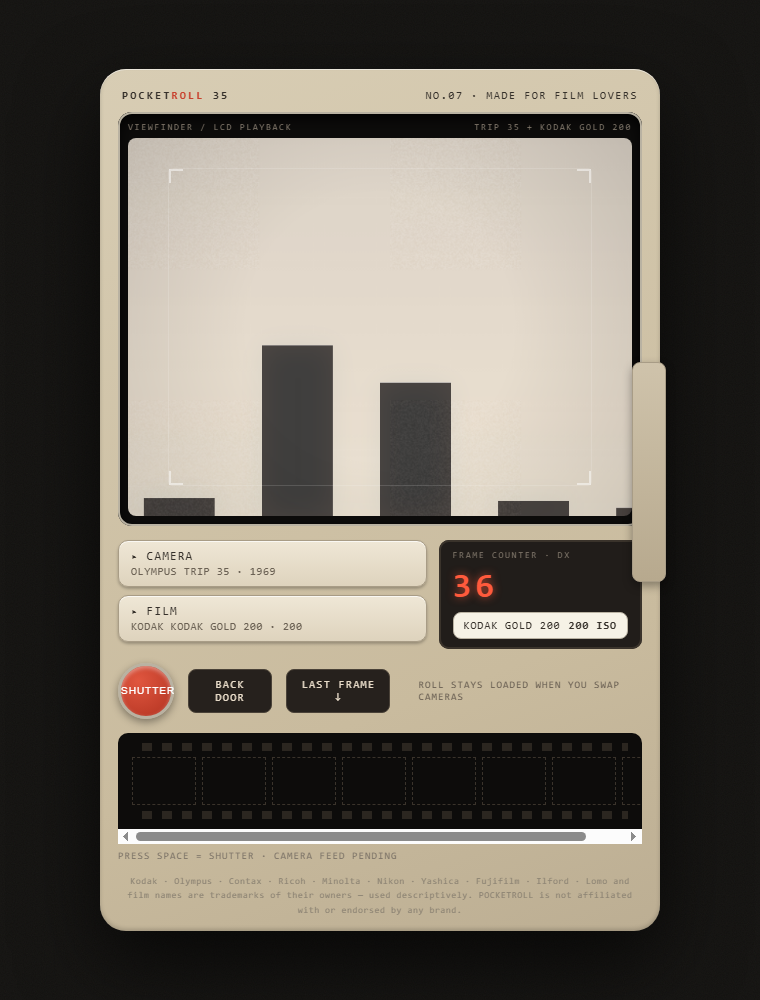 POCKETROLL 35
NO.07 · MADE FOR FILM LOVERS
VIEWFINDER / LCD PLAYBACK
TRIP 35 + KODAK GOLD 200
▸ CAMERA
OLYMPUS TRIP 35 · 1969
▸ FILM
KODAK KODAK GOLD 200 · 200
FRAME COUNTER · DX
36
KODAK GOLD 200 200 ISO
SHUTTER
BACK
DOOR
LAST FRAME
↓
ROLL STAYS LOADED WHEN YOU SWAP
CAMERAS
PRESS SPACE = SHUTTER · CAMERA FEED PENDING
Kodak · Olympus · Contax · Ricoh · Minolta · Nikon · Yashica · Fujifilm · Ilford · Lomo and
film names are trademarks of their owners — used descriptively. POCKETROLL is not affiliated
with or endorsed by any brand.